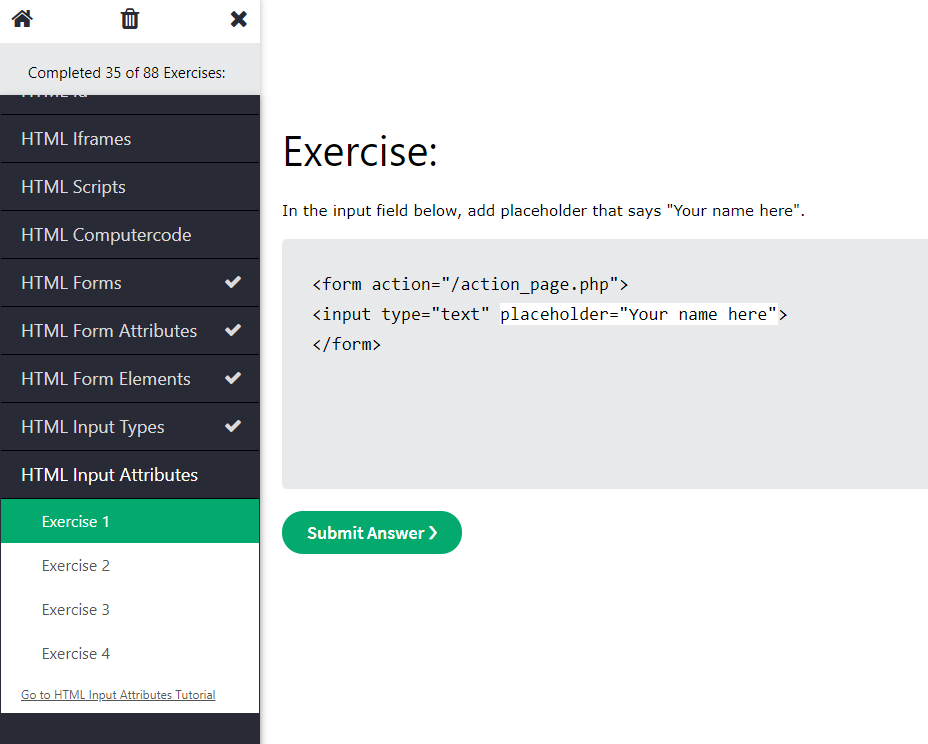 Completed 35 of 88 Exercises:
HTML Iframes
HTML Scripts
HTML Computercode
HTML Forms
HTML Form Attributes
HTML Form Elements
HTML Input Types
HTML Input Attributes
Exercise 1
Exercise 2
Exercise 3
Exercise 4
Go to HTML Input Attributes Tutorial
Exercise:
In the input field below, add placeholder that says "Your name here".
<form action="/action_page.php">
<input type="text" placeholder="Your name here">
</form>
Submit Answer ❯